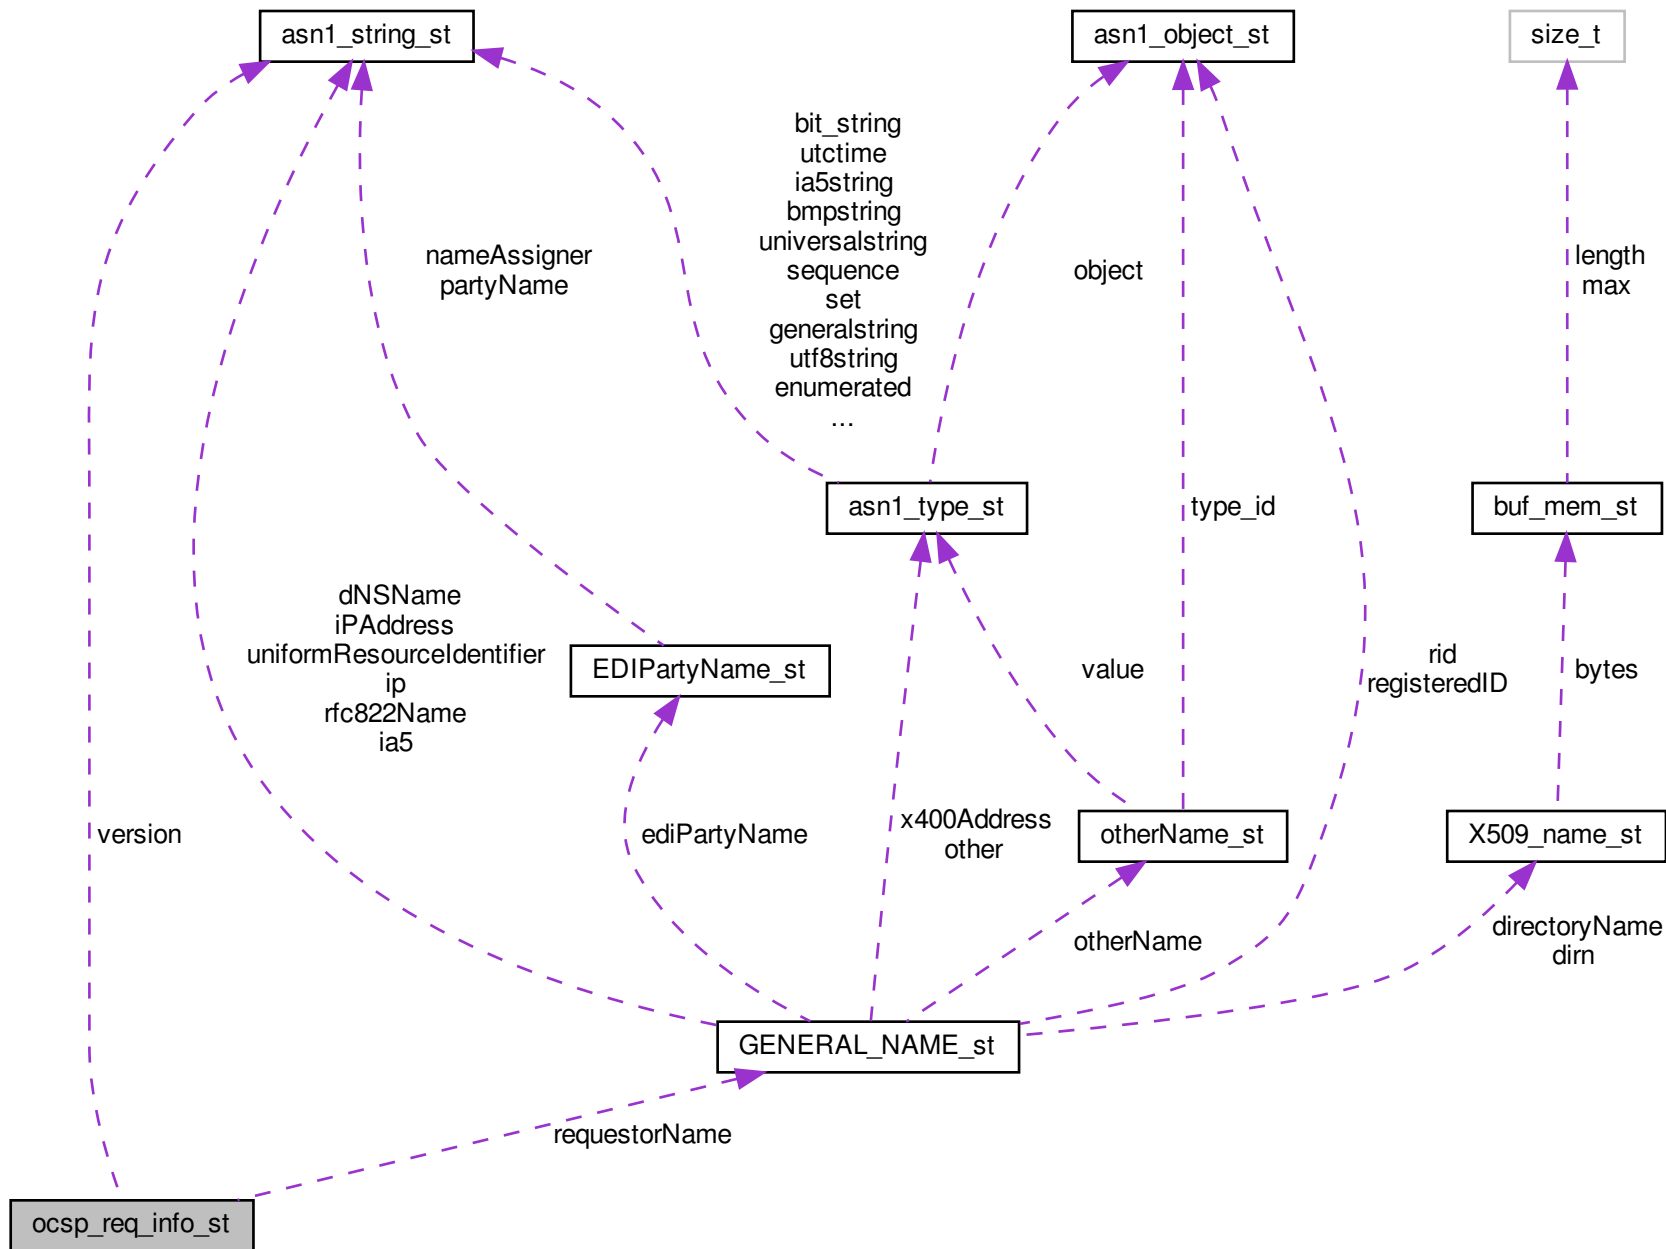 asn1_string_st
asn1_object_st
size_t
bit_string
utctime
ia5string
bmpstring
universalstring
sequence
set
generalstring
utf8string
enumerated
...
nameAssigner
partyName
object
length
max
asn1_type_st
type_id
buf_mem_st
dNSName
iPAddress
uniformResourceIdentifier
ip
rfc822Name
ia5
EDIPartyName_st
value
rid
registeredID
bytes
version
ediPartyName
x400Address
other
otherName_st
X509_name_st
otherName
directoryName
dirn
GENERAL_NAME_st
requestorName
ocsp_req_info_st